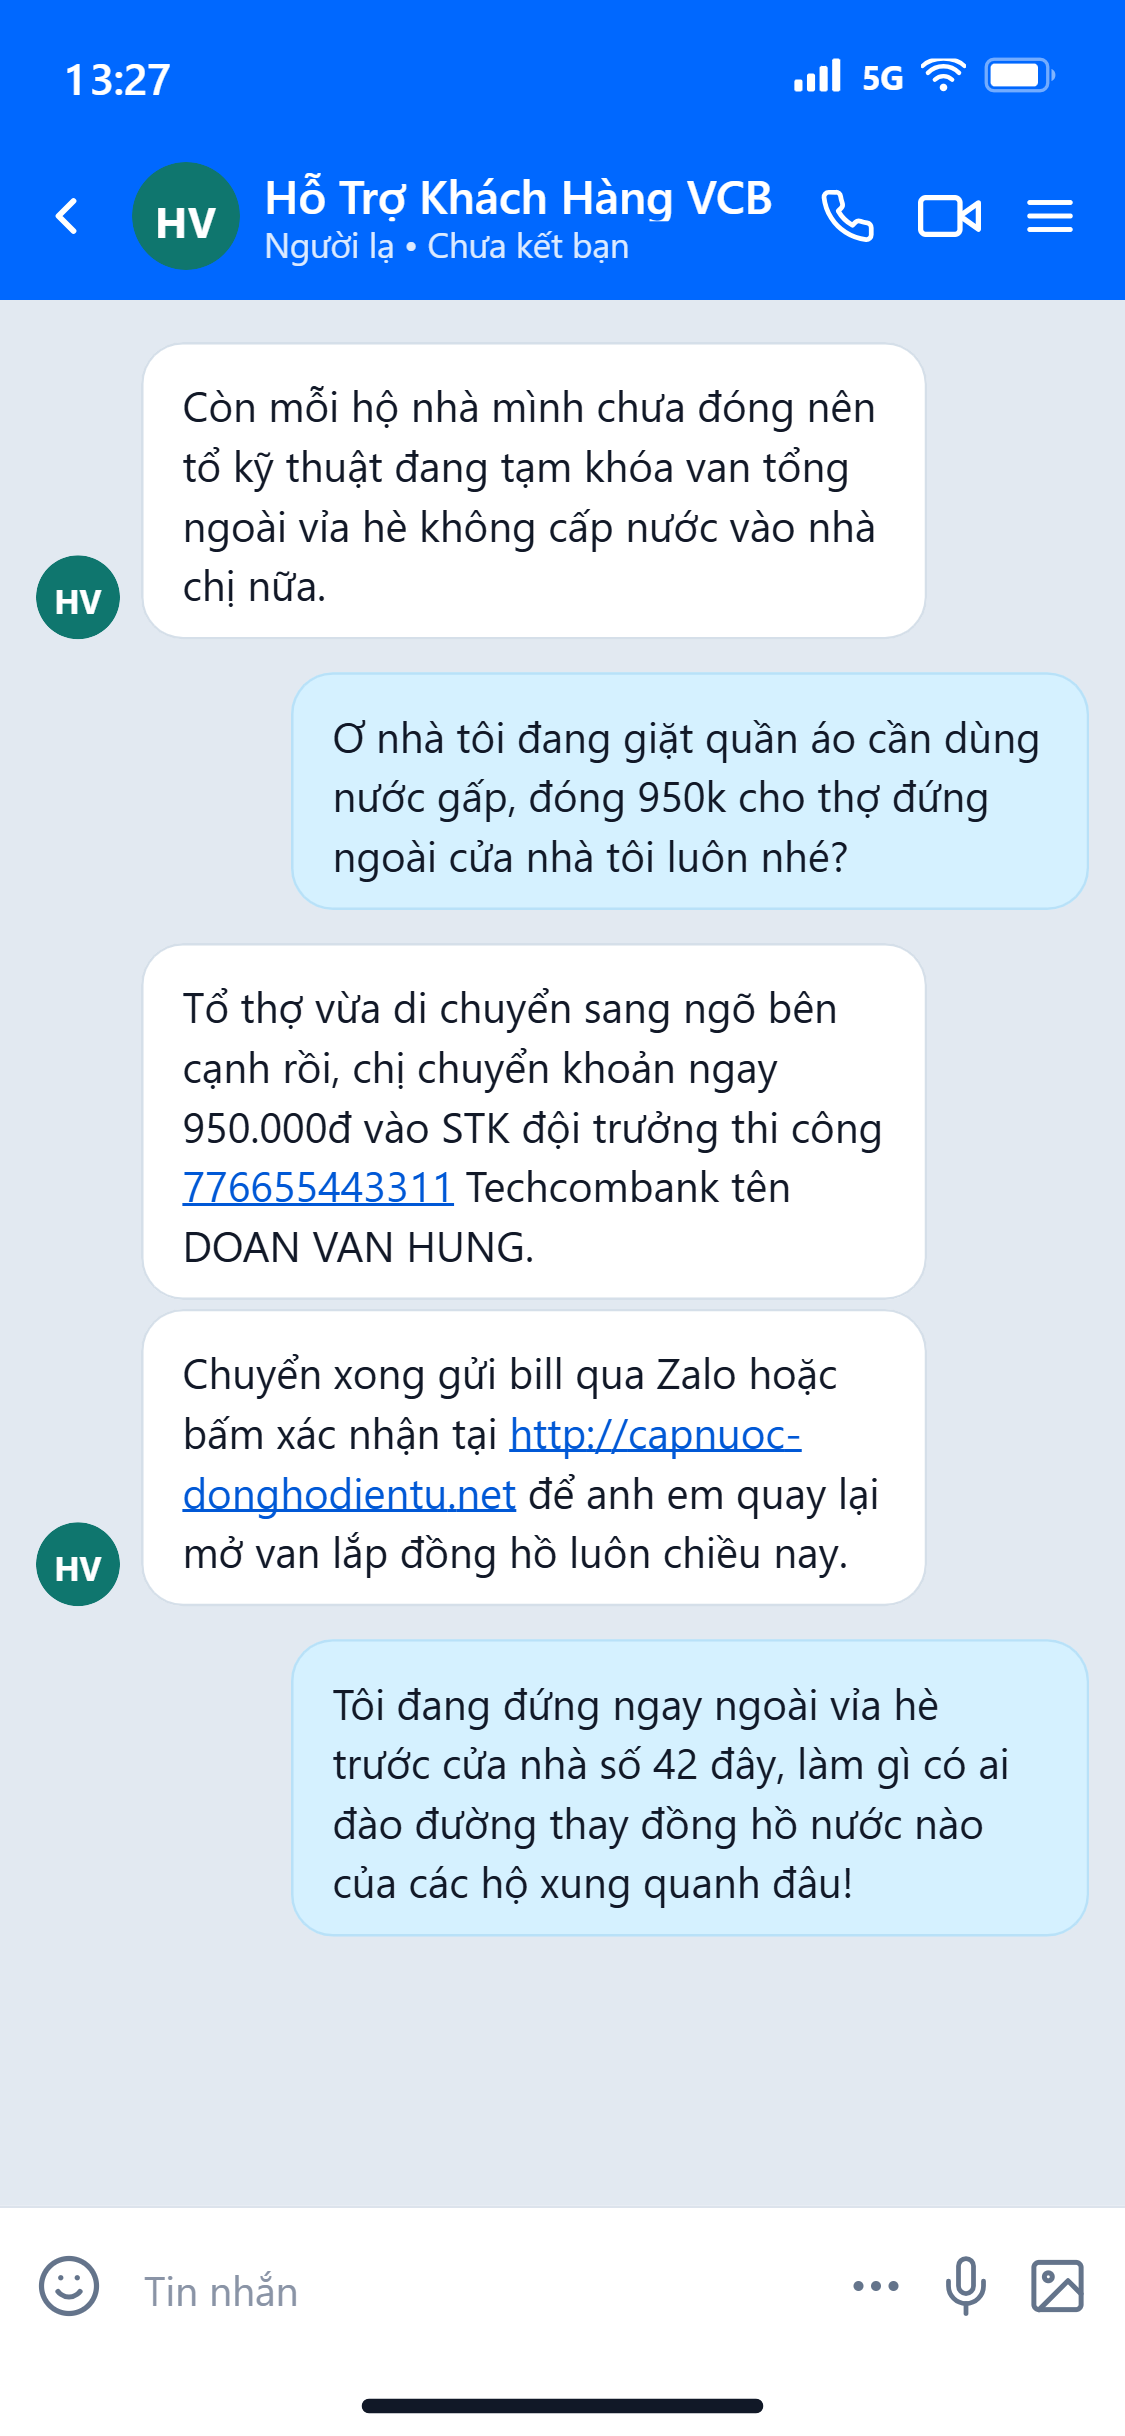 13:27
5G
HV
Hỗ Trợ Khách Hàng VCB
Người lạ • Chưa kết bạn
Còn mỗi hộ nhà mình chưa đóng nên
tổ kỹ thuật đang tạm khóa van tổng
ngoài vỉa hè không cấp nước vào nhà
chị nữa.
HV
Ơ nhà tôi đang giặt quần áo cần dùng
nước gấp, đóng 950k cho thợ đứng
ngoài cửa nhà tôi luôn nhé?
Tổ thợ vừa di chuyển sang ngõ bên
cạnh rồi, chị chuyển khoản ngay
950.000đ vào STK đội trưởng thi công
776655443311 Techcombank tên
DOAN VAN HUNG.
Chuyển xong gửi bill qua Zalo hoặc
bấm xác nhận tại http://capnuoc-
donghodientu.net để anh em quay lại
mở van lắp đồng hồ luôn chiều nay.
HV
Tôi đang đứng ngay ngoài vỉa hè
trước cửa nhà số 42 đây, làm gì có ai
đào đường thay đồng hồ nước nào
của các hộ xung quanh đâu!
Tin nhắn